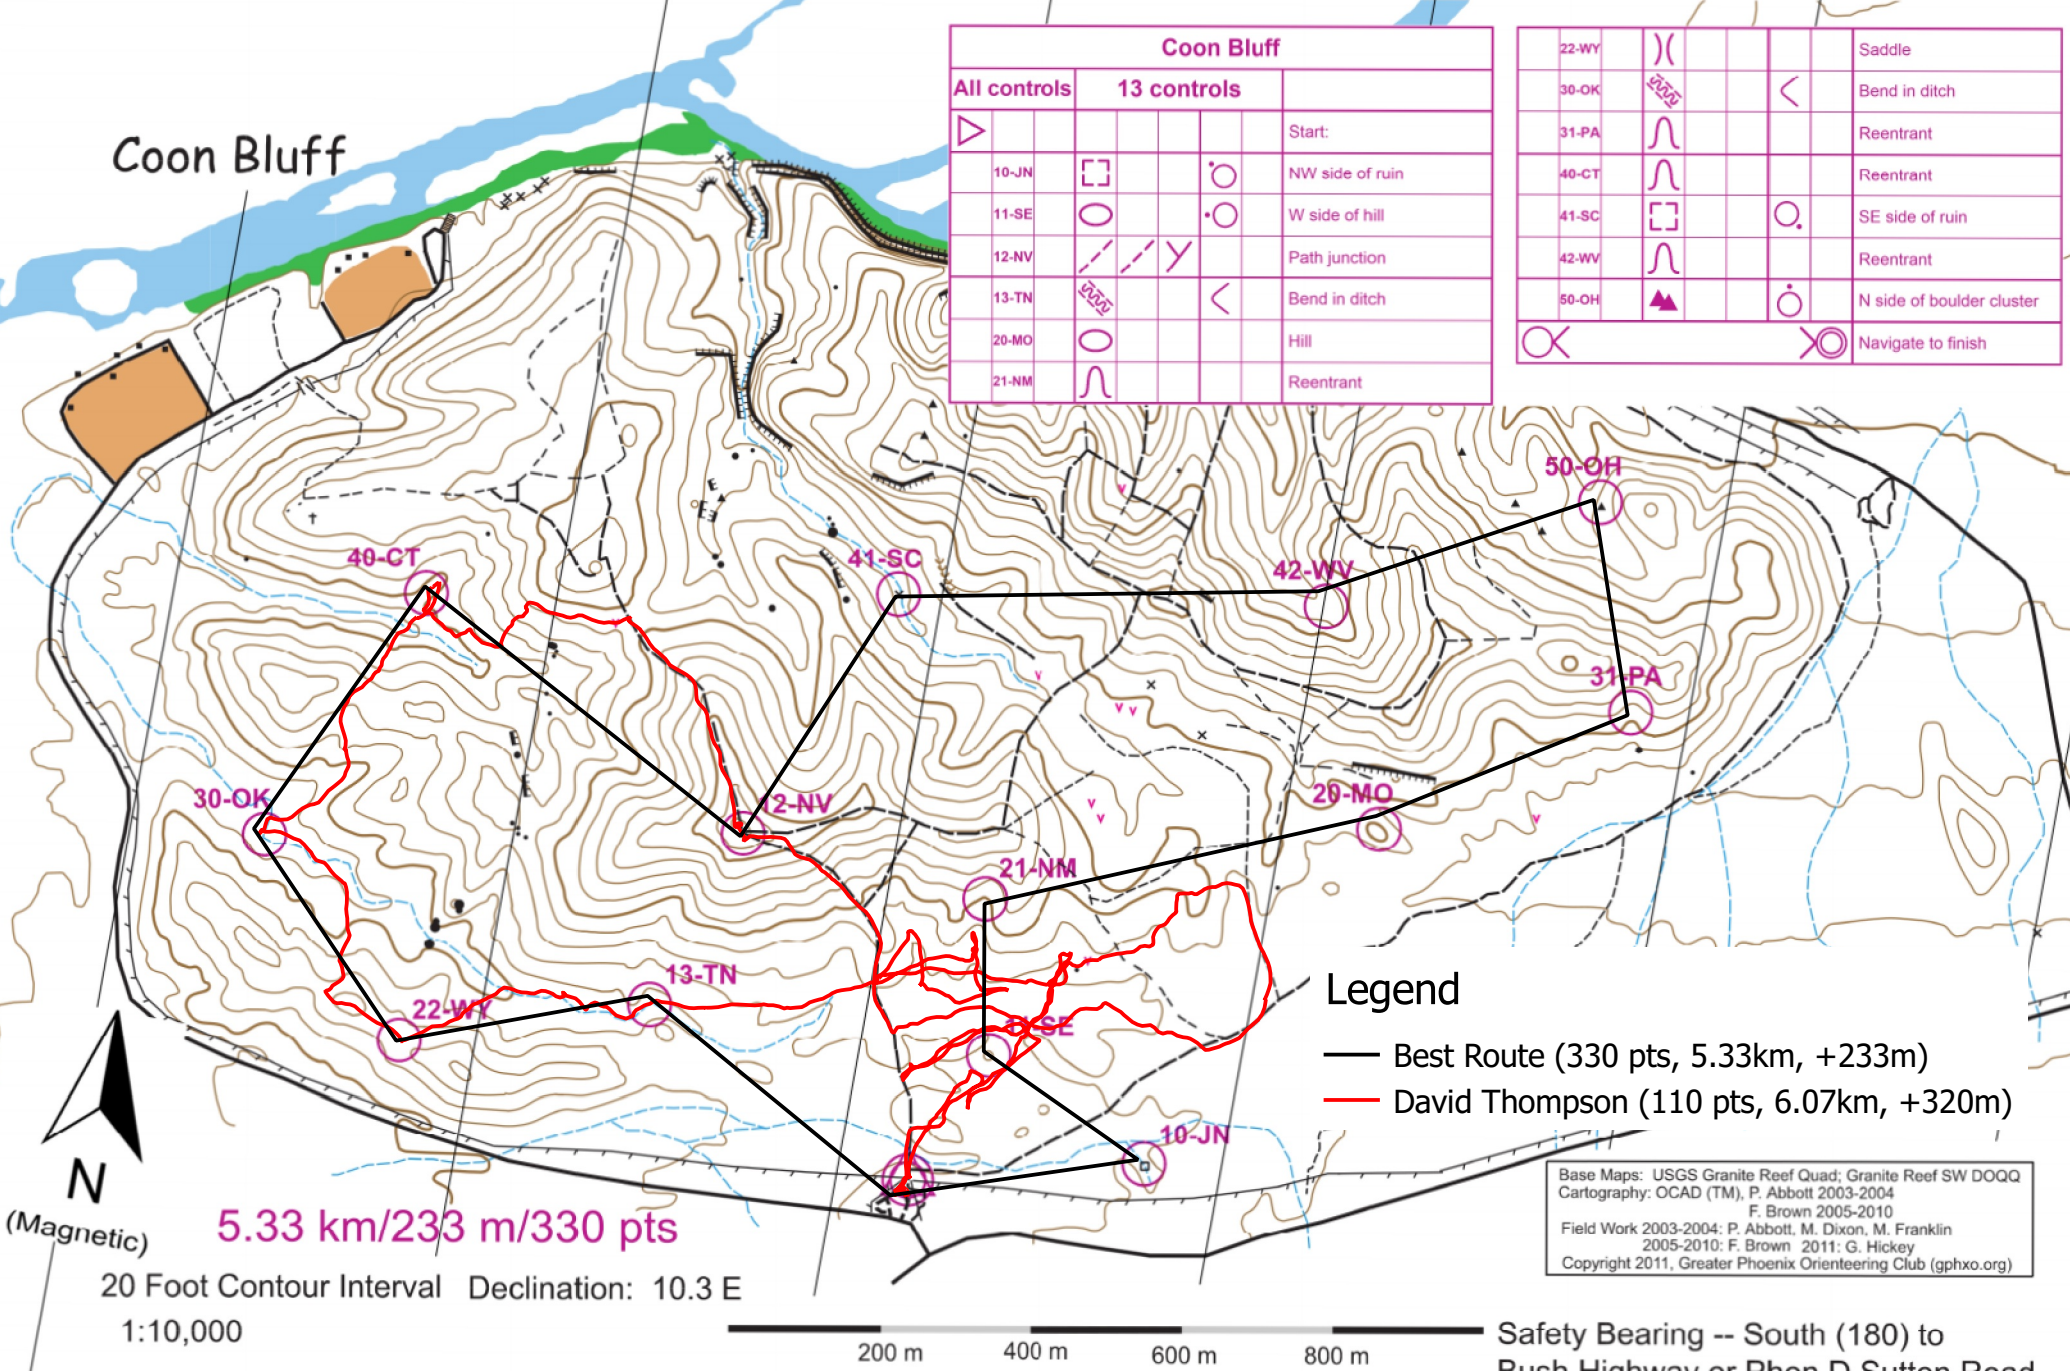 Coon Bluff
Coon Bluff
All controls 13 controls
Start:
10-JN NW side of ruin
11-SE W side of hill
12-NV Path junction
13-TN Bend in ditch
20-MO Hill
21-NM Reentrant
22-WY Saddle
30-OK Bend in ditch
31-PA Reentrant
40-CT Reentrant
41-SC SE side of ruin
42-WV Reentrant
50-OH N side of boulder cluster
Navigate to finish
50-OH
40-CT
41-SC
42-WV
31-PA
30-OK
12-NV
20-MO
21-NM
13-TN
22-WY
11-SE
10-JN
Legend
Best Route (330 pts, 5.33km, +233m)
David Thompson (110 pts, 6.07km, +320m)
N
(Magnetic)
5.33 km/233 m/330 pts
20 Foot Contour Interval Declination: 10.3 E
1:10,000
200 m 400 m 600 m 800 m
Base Maps: USGS Granite Reef Quad; Granite Reef SW DOQQ
Cartography: OCAD (TM), P. Abbott 2003-2004
F. Brown 2005-2010
Field Work 2003-2004: P. Abbott, M. Dixon, M. Franklin
2005-2010: F. Brown 2011: G. Hickey
Copyright 2011, Greater Phoenix Orienteering Club (gphxo.org)
Safety Bearing -- South (180) to
Bush Highway or Phon D Sutton Road